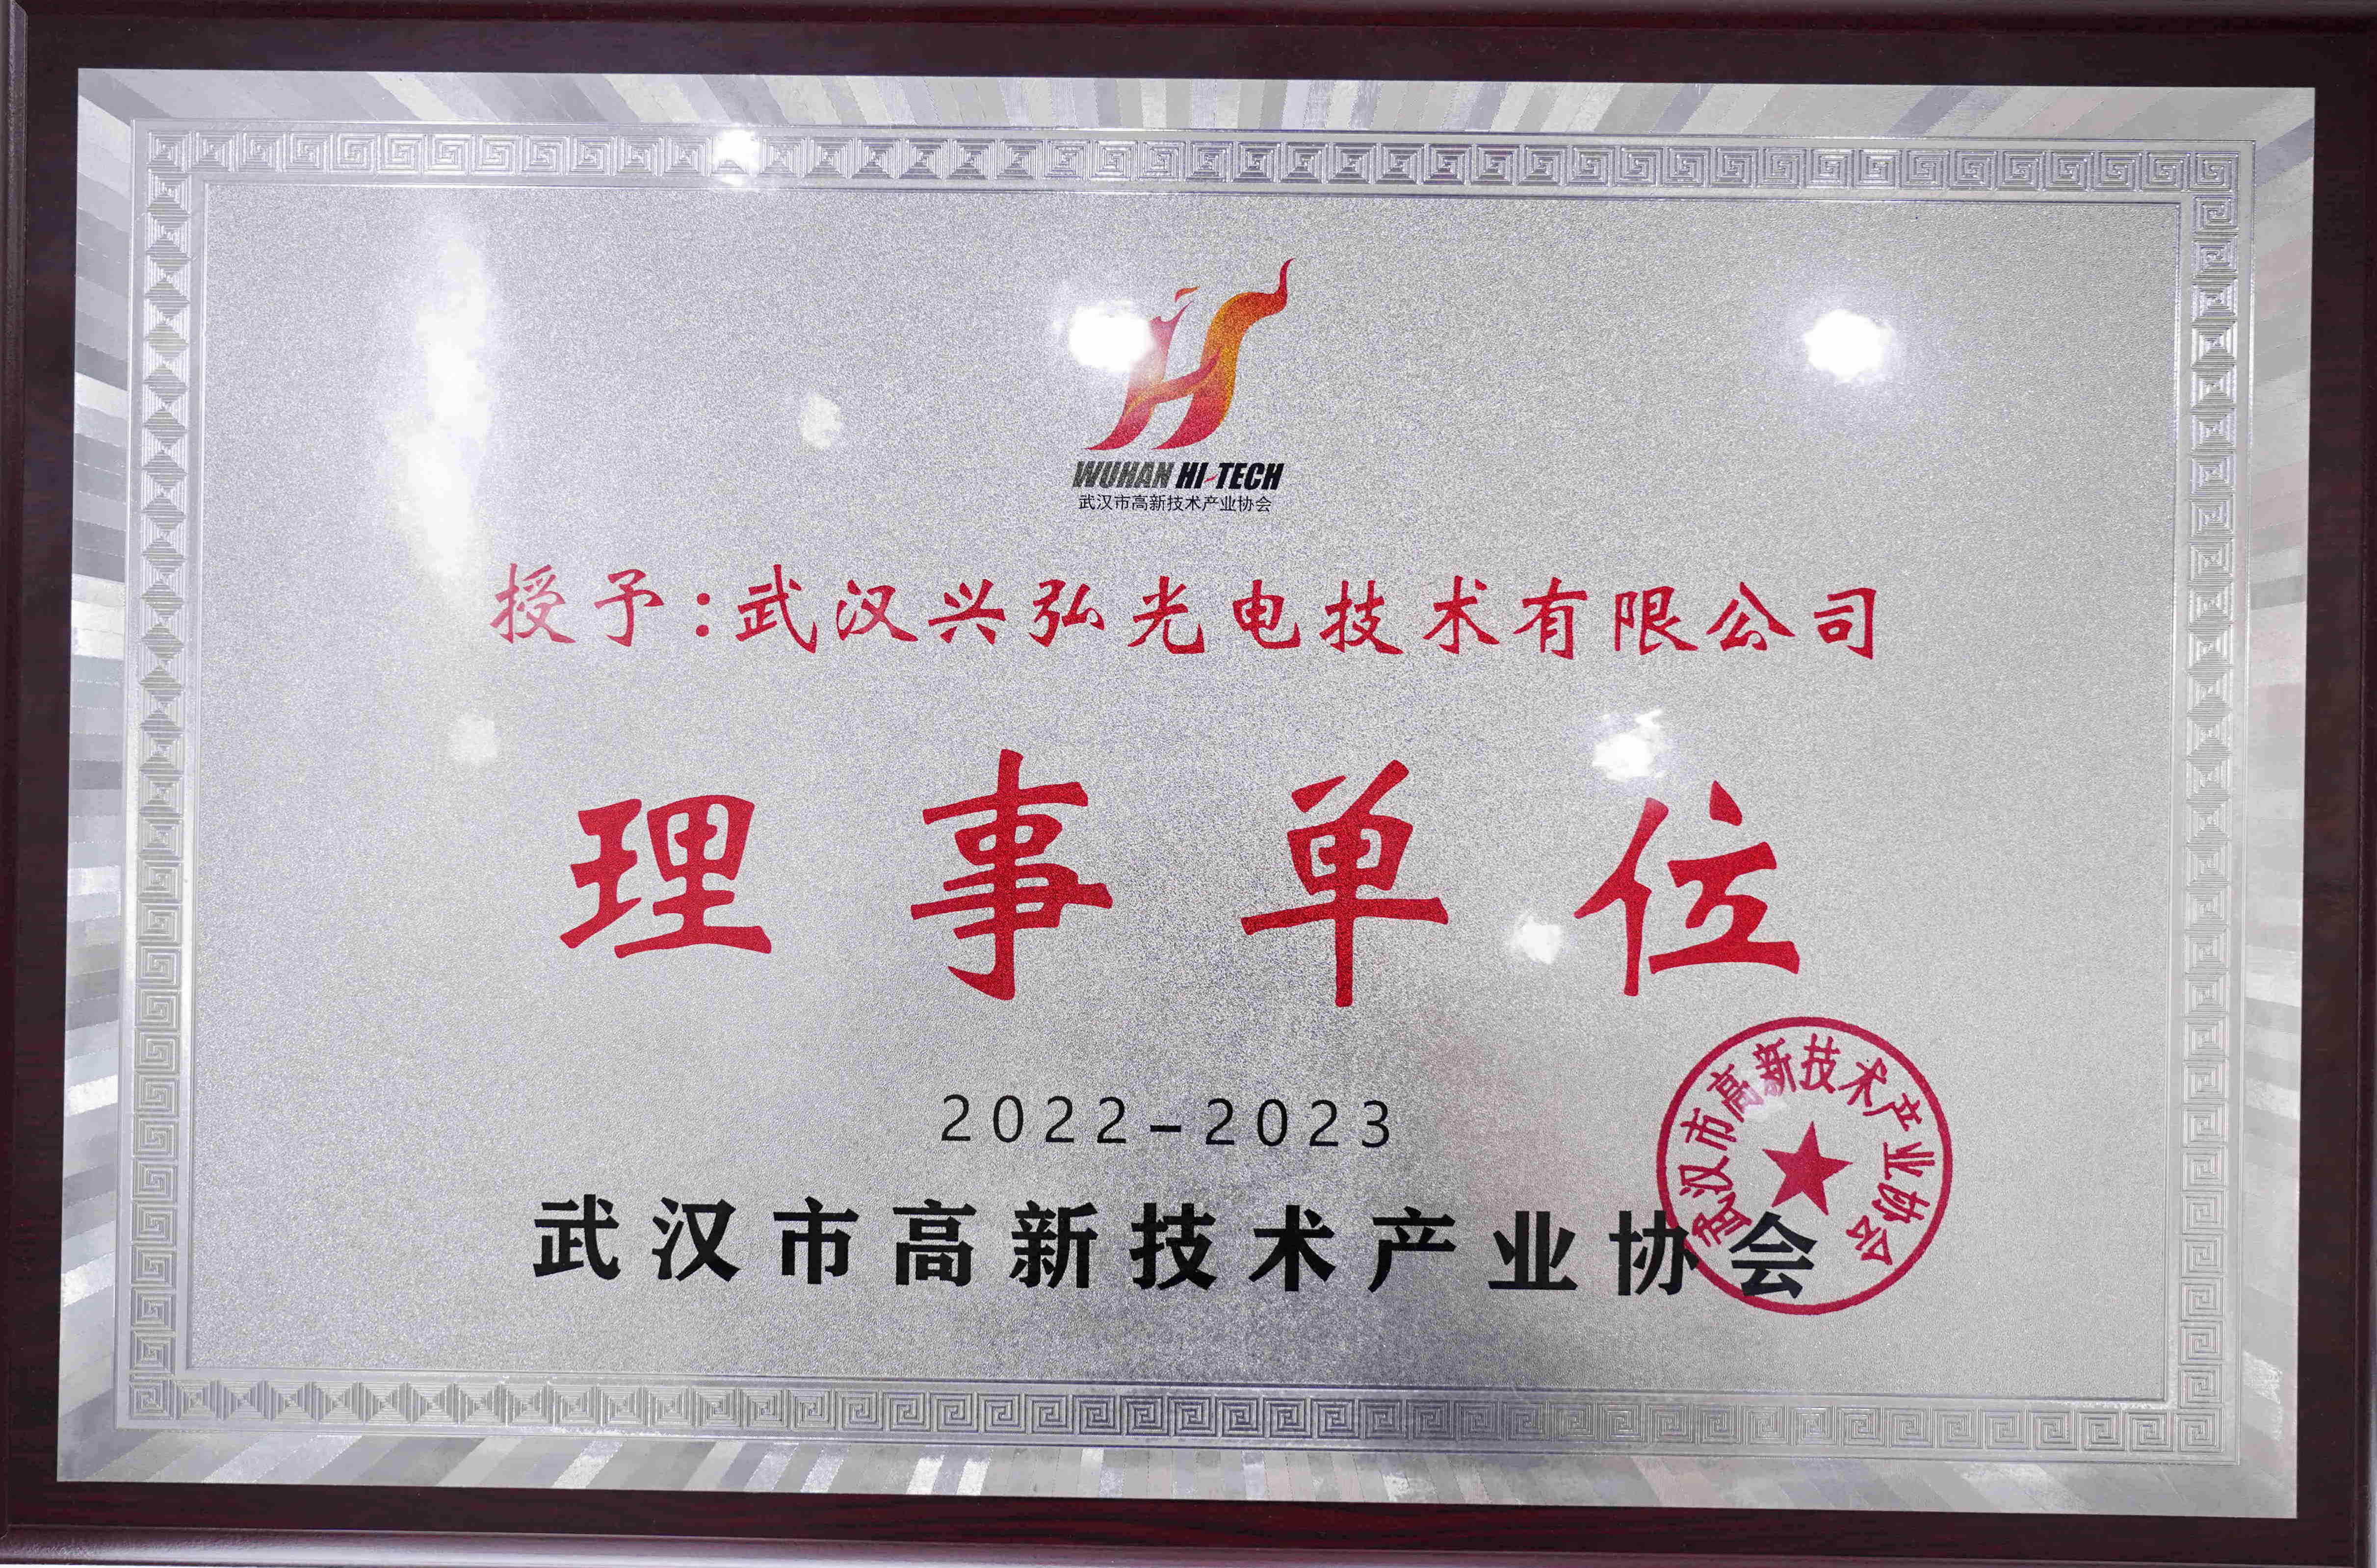 WUHAN HI-TECH
武汉市高新技术产业协会
授予:武汉兴弘光电技术有限公司
理事单位
2022-2023
武汉市高新技术产业协会
武汉市高新技术产业协会